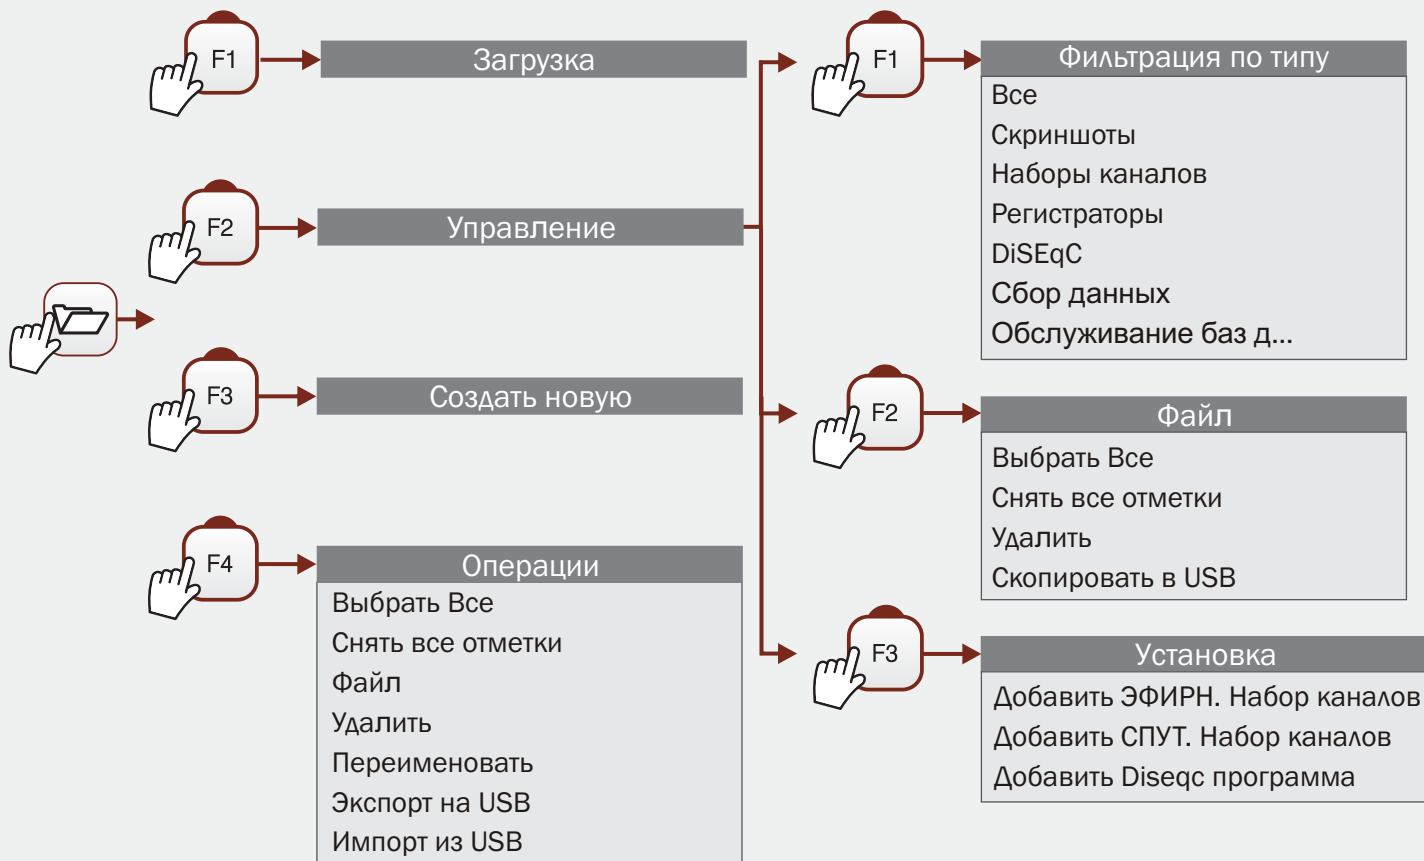 F1
Загрузка
F2
Управление
F3
Создать новую
F4
Операции
Выбрать Все
Снять все отметки
Файл
Удалить
Переименовать
Экспорт на USB
Импорт из USB
F1
Фильтрация по типу
Все
Скриншоты
Наборы каналов
Регистраторы
DiSEqC
Сбор данных
Обслуживание баз д...
F2
Файл
Выбрать Все
Снять все отметки
Удалить
Скопировать в USB
F3
Установка
Добавить ЭФИРН. Набор каналов
Добавить СПУТ. Набор каналов
Добавить Diseqc программа